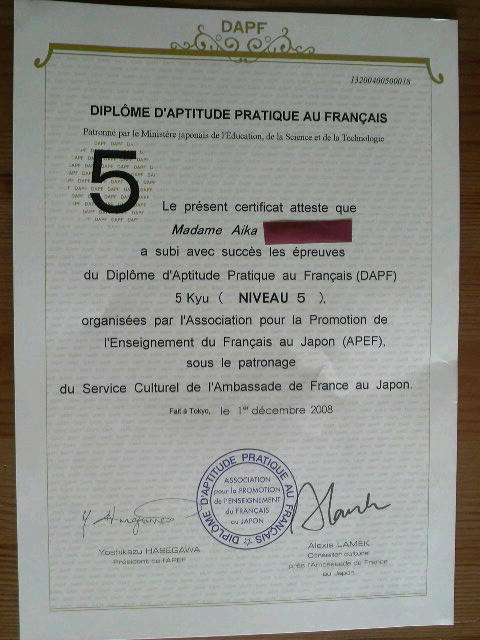 DAPF
13200400500018
DIPLÔME D'APTITUDE PRATIQUE AU FRANÇAIS
Patronné par le Ministère japonais de l'Éducation, de la Science et de la Technologie
5
Le présent certificat atteste que
Madame Aika
a subi avec succès les épreuves
du Diplôme d'Aptitude Pratique au Français (DAPF)
5 Kyu ( NIVEAU 5 ),
organisées par l'Association pour la Promotion de
l'Enseignement du Français au Japon (APEF),
sous le patronage
du Service Culturel de l'Ambassade de France au Japon.
Fait à Tokyo, le 1er décembre 2008
DIPLÔME D'APTITUDE PRATIQUE AU FRANÇAIS
ASSOCIATION
pour la PROMOTION
de l'ENSEIGNEMENT
du FRANÇAIS
au JAPON
Yoshikazu HASEGAWA
Président de l'APEF
Alexis LAMEK
Conseiller culturel
près l'Ambassade de France
au Japon